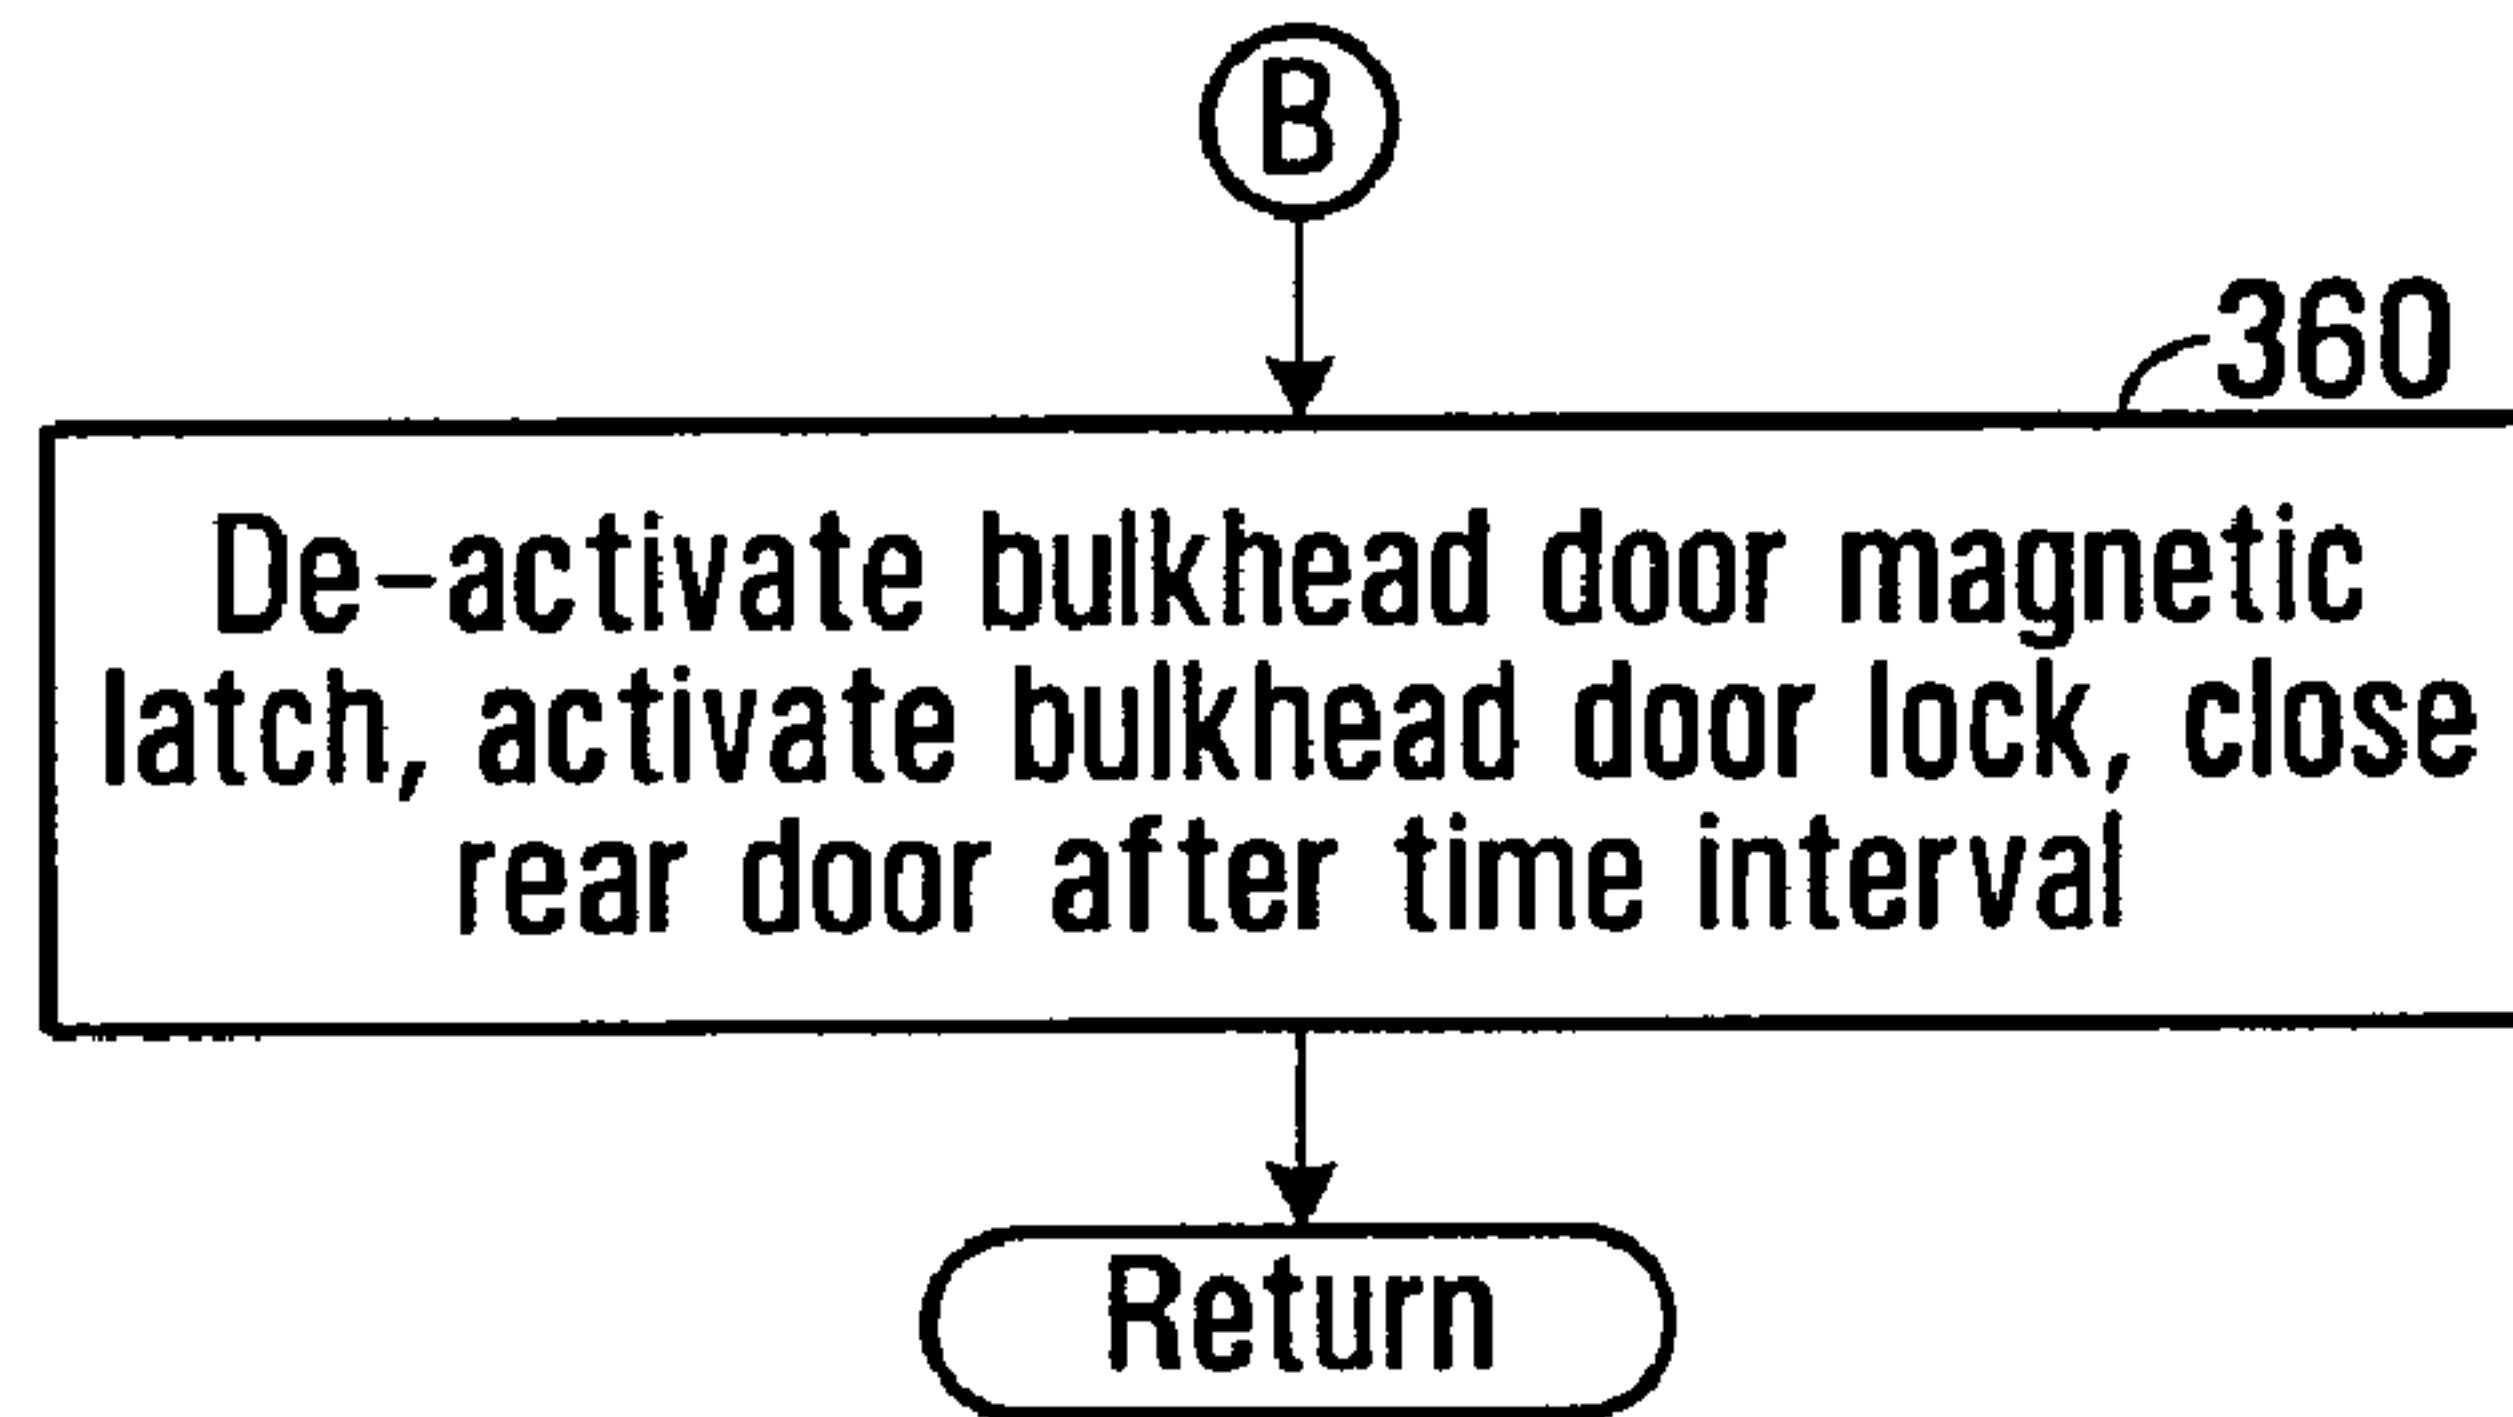 B
360
De-activate bulkhead door magnetic
latch, activate bulkhead door lock, close
rear door after time interval
Return